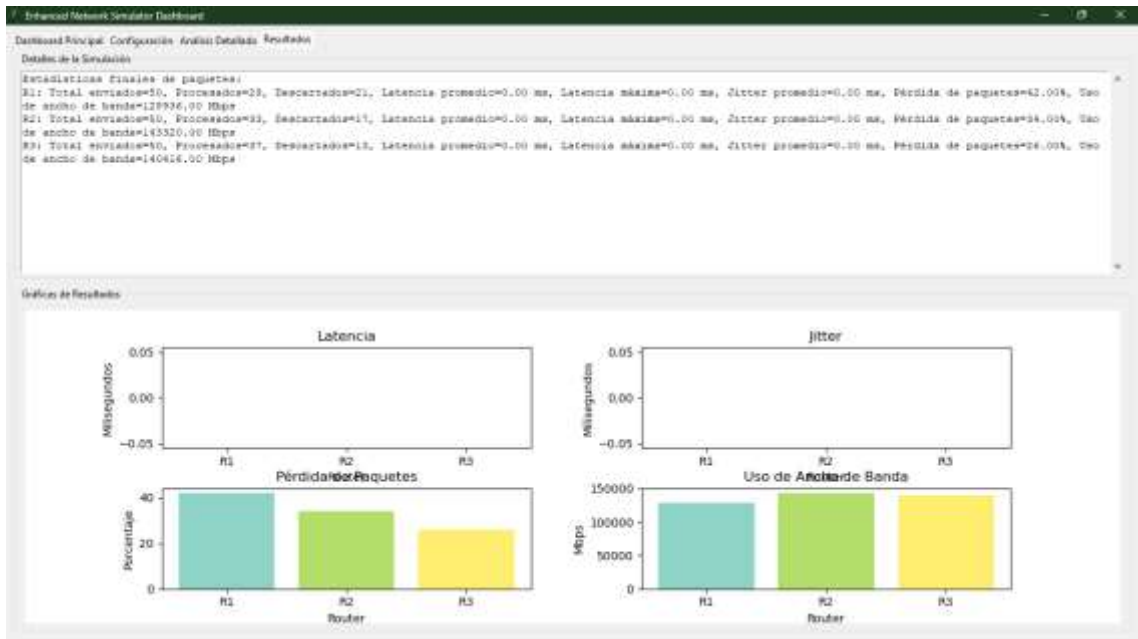 Enhanced Network Simulator Dashboard
Dashboard Principal Configuración Análisis Detallado Resultados
Detalles de la Simulación
Estadísticas finales de paquetes:
R1: Total enviados=50, Procesados=29, Descartados=21, Latencia promedio=0.00 ms, Latencia máxima=0.00 ms, Jitter promedio=0.00 ms, Pérdida de paquetes=42.00%, Uso
de ancho de banda=128936.00 Mbps
R2: Total enviados=50, Procesados=33, Descartados=17, Latencia promedio=0.00 ms, Latencia máxima=0.00 ms, Jitter promedio=0.00 ms, Pérdida de paquetes=34.00%, Uso
de ancho de banda=143320.00 Mbps
R3: Total enviados=50, Procesados=37, Descartados=13, Latencia promedio=0.00 ms, Latencia máxima=0.00 ms, Jitter promedio=0.00 ms, Pérdida de paquetes=26.00%, Uso
de ancho de banda=140616.00 Mbps
Gráficas de Resultados
Latencia
0.05
0.00
−0.05
Milisegundos
R1 R2 R3
Jitter
0.05
0.00
−0.05
Milisegundos
R1 R2 R3
Pérdida de Paquetes
40
20
0
Porcentaje
R1 R2 R3
Router
Uso de Ancho de Banda
150000
100000
50000
0
Mbps
R1 R2 R3
Router